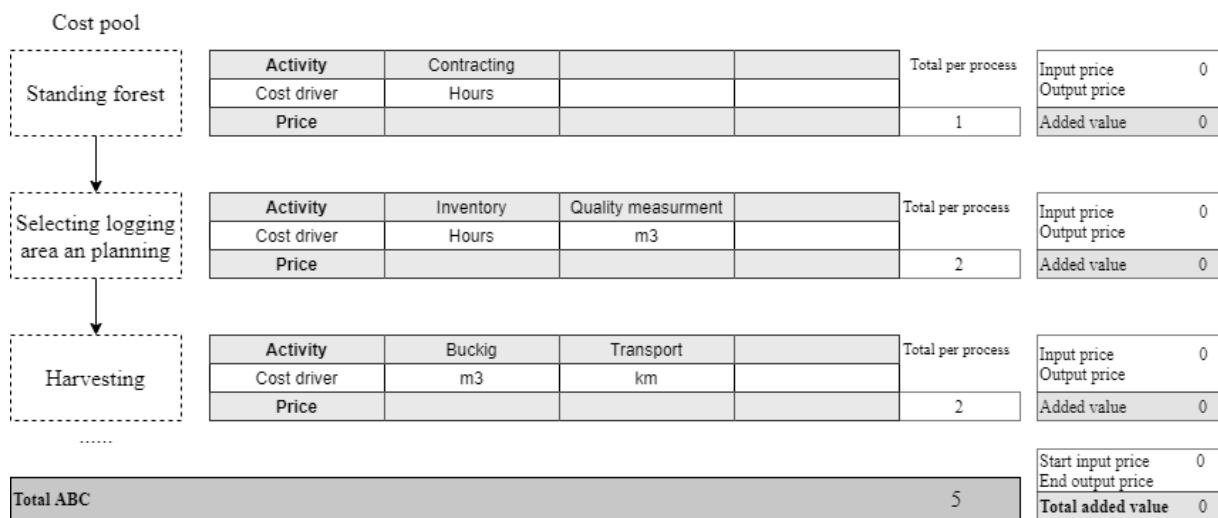 Cost pool
Standing forest
Activity Contracting
Cost driver Hours
Price
Total per process
1
Input price 0
Output price
Added value 0
Selecting logging
area an planning
Activity Inventory Quality measurment
Cost driver Hours m3
Price
Total per process
2
Input price 0
Output price
Added value 0
Harvesting
Activity Buckig Transport
Cost driver m3 km
Price
Total per process
2
Input price 0
Output price
Added value 0
......
Total ABC 5
Start input price 0
End output price
Total added value 0